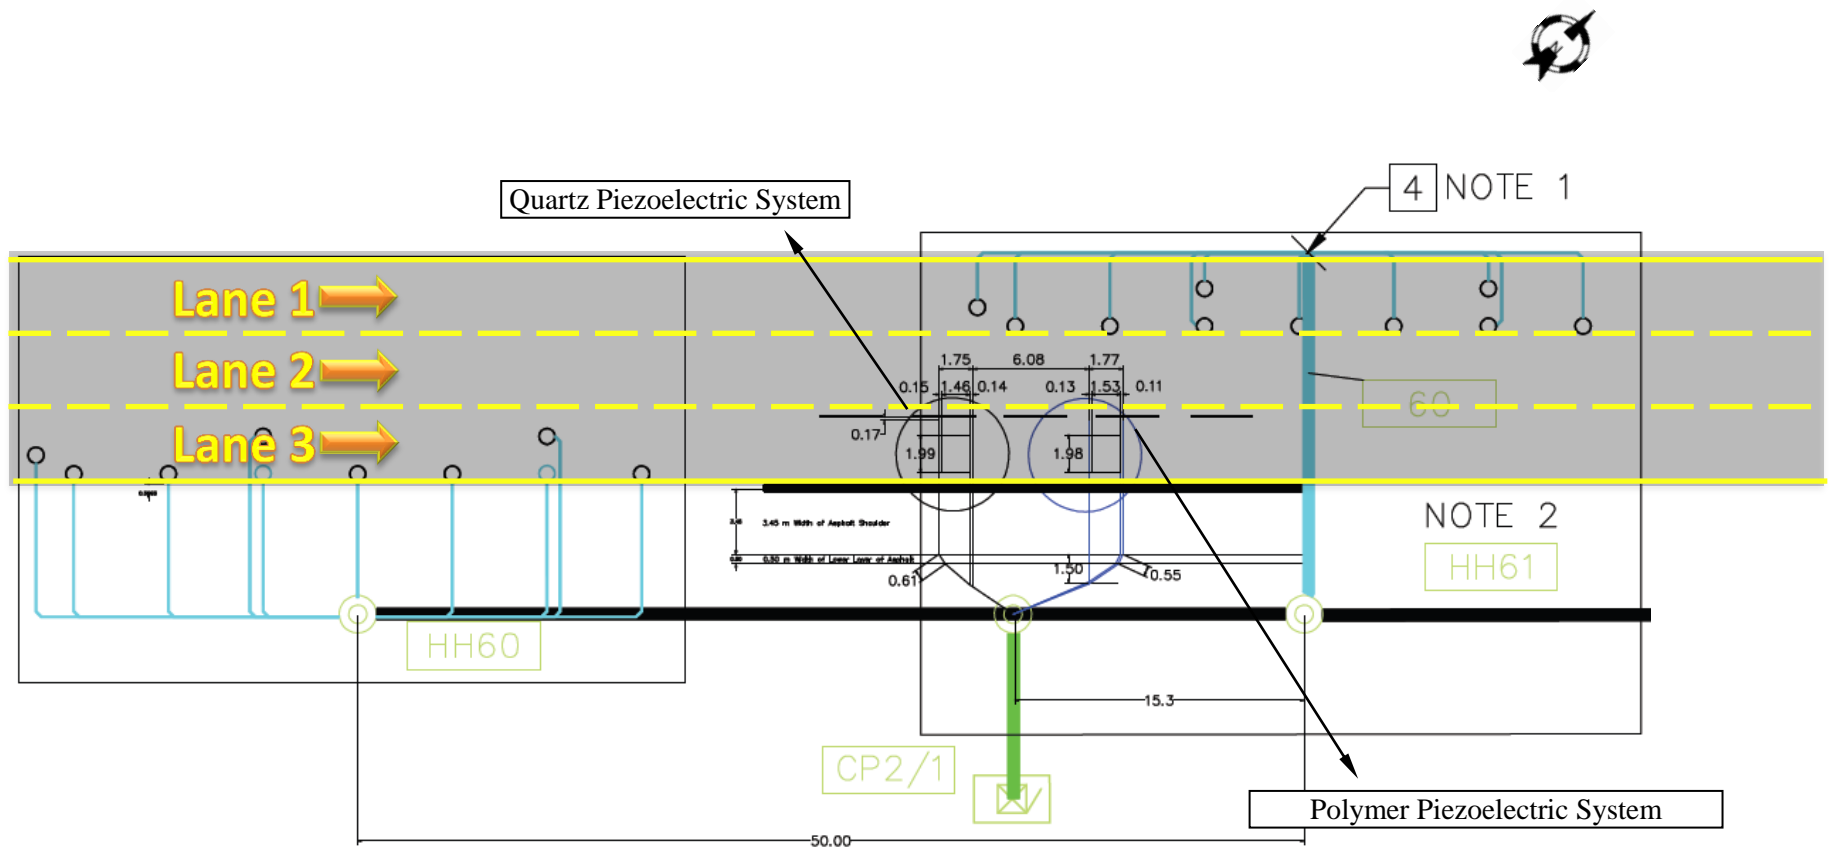 4 NOTE 1
Quartz Piezoelectric System
Lane 1
Lane 2
1.75 6.08 1.77
0.15 1.46 0.14 0.13 1.53 0.11
60
Lane 3
0.17
1.99 1.98
NOTE 2
3.45 m Width of Asphalt Shoulder
0.50 m Width of Lower Layer of Asphalt
HH61
0.61 1.50 0.55
HH60
15.3
CP2/1
Polymer Piezoelectric System
50.00